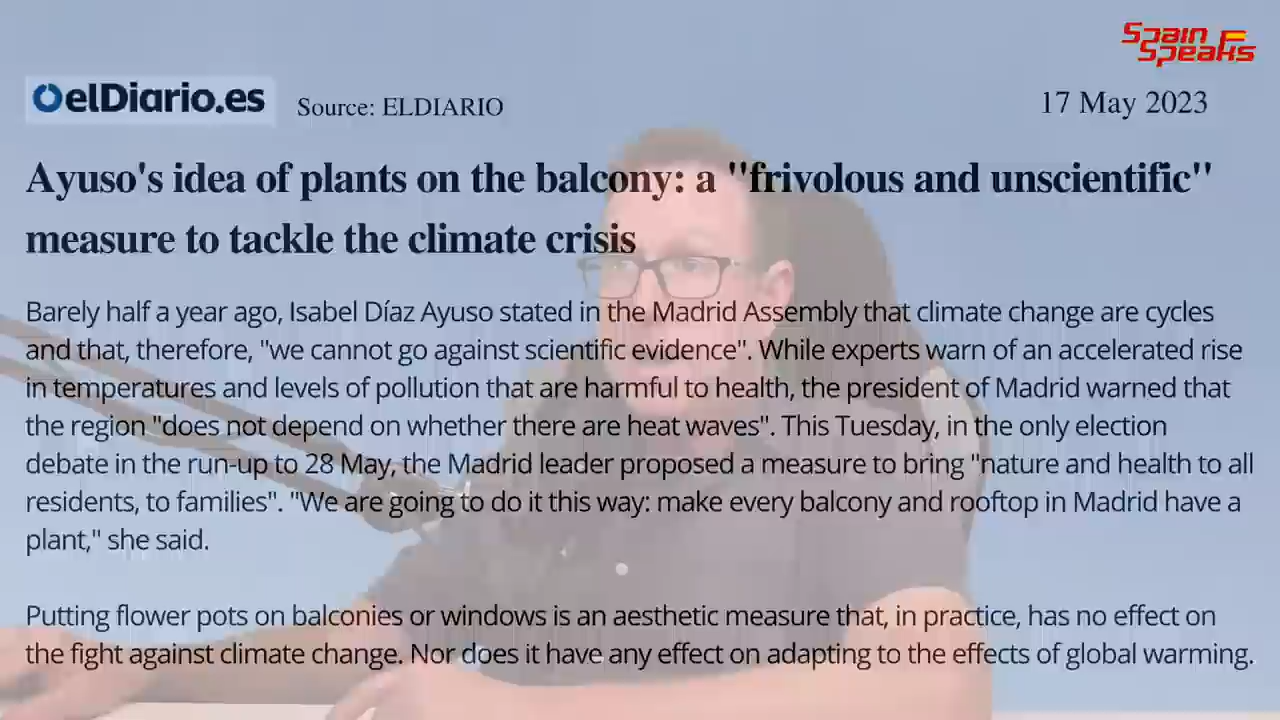 Spain
Speaks
elDiario.es
Source: ELDIARIO
17 May 2023
Ayuso's idea of plants on the balcony: a "frivolous and unscientific"
measure to tackle the climate crisis
Barely half a year ago, Isabel Díaz Ayuso stated in the Madrid Assembly that climate change are cycles
and that, therefore, "we cannot go against scientific evidence". While experts warn of an accelerated rise
in temperatures and levels of pollution that are harmful to health, the president of Madrid warned that
the region "does not depend on whether there are heat waves". This Tuesday, in the only election
debate in the run-up to 28 May, the Madrid leader proposed a measure to bring "nature and health to all
residents, to families". "We are going to do it this way: make every balcony and rooftop in Madrid have a
plant," she said.
Putting flower pots on balconies or windows is an aesthetic measure that, in practice, has no effect on
the fight against climate change. Nor does it have any effect on adapting to the effects of global warming.